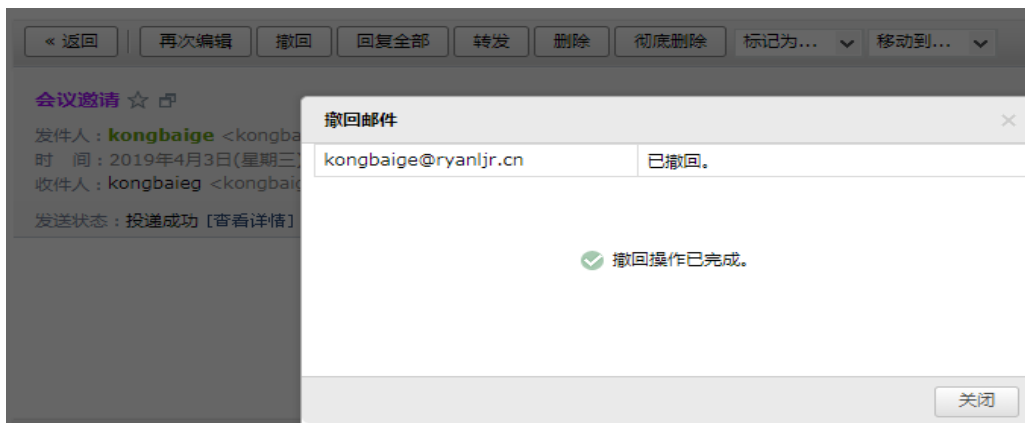 « 返回 再次编辑 撤回 回复全部 转发 删除 彻底删除 标记为... 移动到...
会议邀请
发件人：kongbaige <kongba
时 间：2019年4月3日(星期三)
收件人：kongbaieg <kongbaig
发送状态：投递成功 [查看详情]
撤回邮件
kongbaige@ryanljr.cn 已撤回。
撤回操作已完成。
关闭